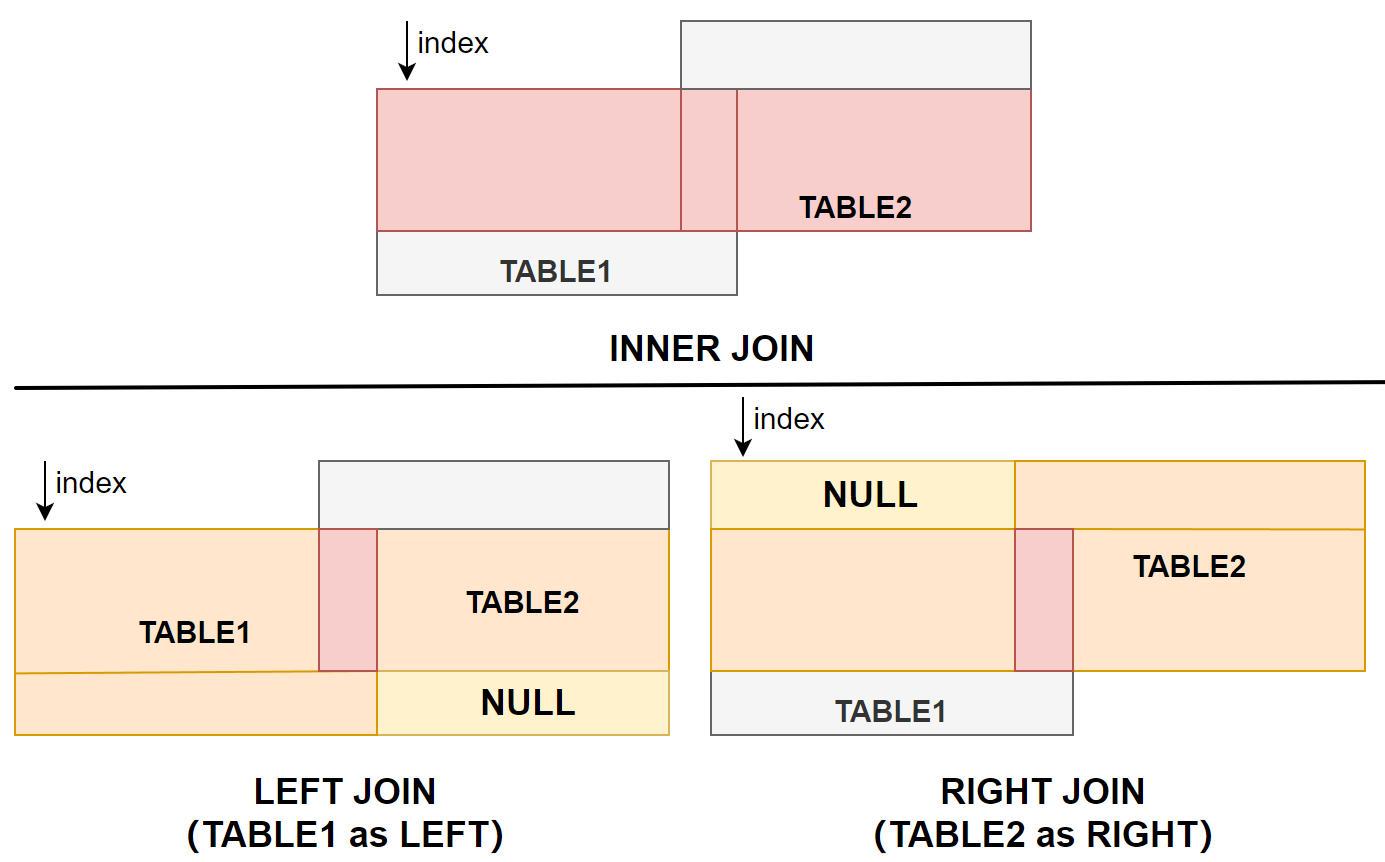 index
TABLE2
TABLE1
INNER JOIN
index
TABLE1
TABLE2
NULL
LEFT JOIN
(TABLE1 as LEFT)
index
NULL
TABLE2
TABLE1
RIGHT JOIN
(TABLE2 as RIGHT)